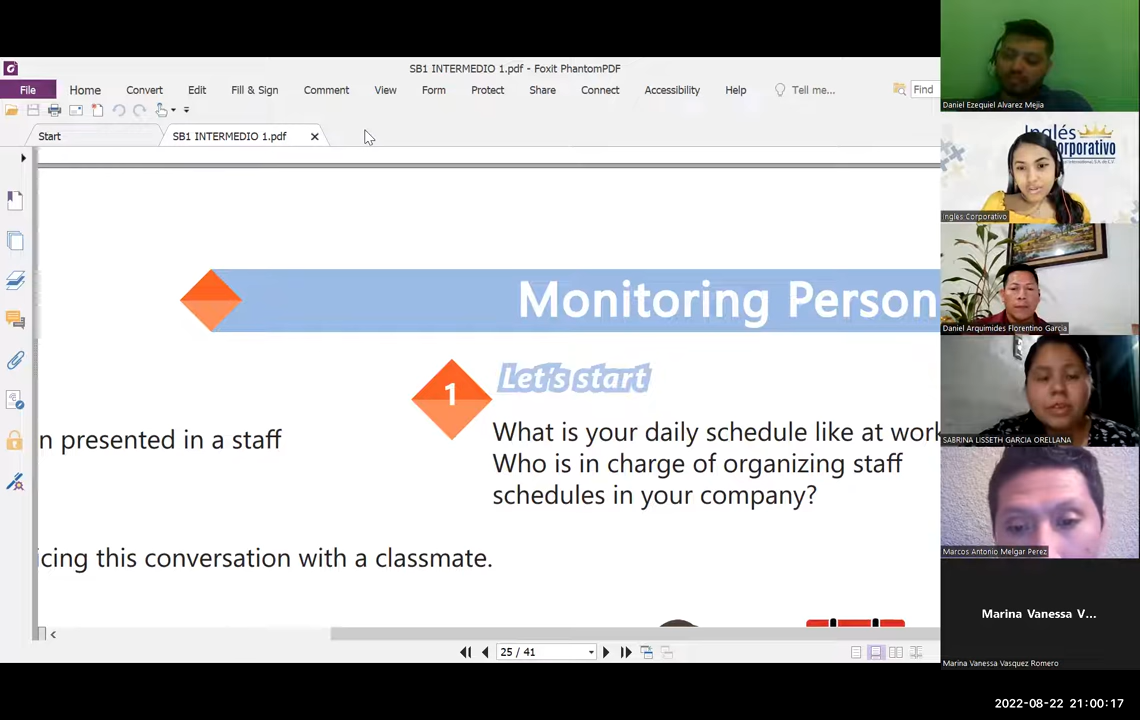 SB1 INTERMEDIO 1.pdf - Foxit PhantomPDF
File Home Convert Edit Fill & Sign View Comment Form Protect Share Connect Accessibility Help Tell me... Find
Start SB1 INTERMEDIO 1.pdf
Monitoring Person
1 Let's start
What is your daily schedule like at work
Who is in charge of organizing staff
schedules in your company?
n presented in a staff
icing this conversation with a classmate.
25 / 41
Daniel Ezequiel Alvarez Mejia
Inglés
orporativo
Ingles Corporativo
Daniel Arquimides Florentino Garcia
SABRINA LISSETH GARCIA ORELLANA
Marcos Antonio Melgar Perez
Marina Vanessa V...
Marina Vanessa Vasquez Romero
2022-08-22 21:00:17